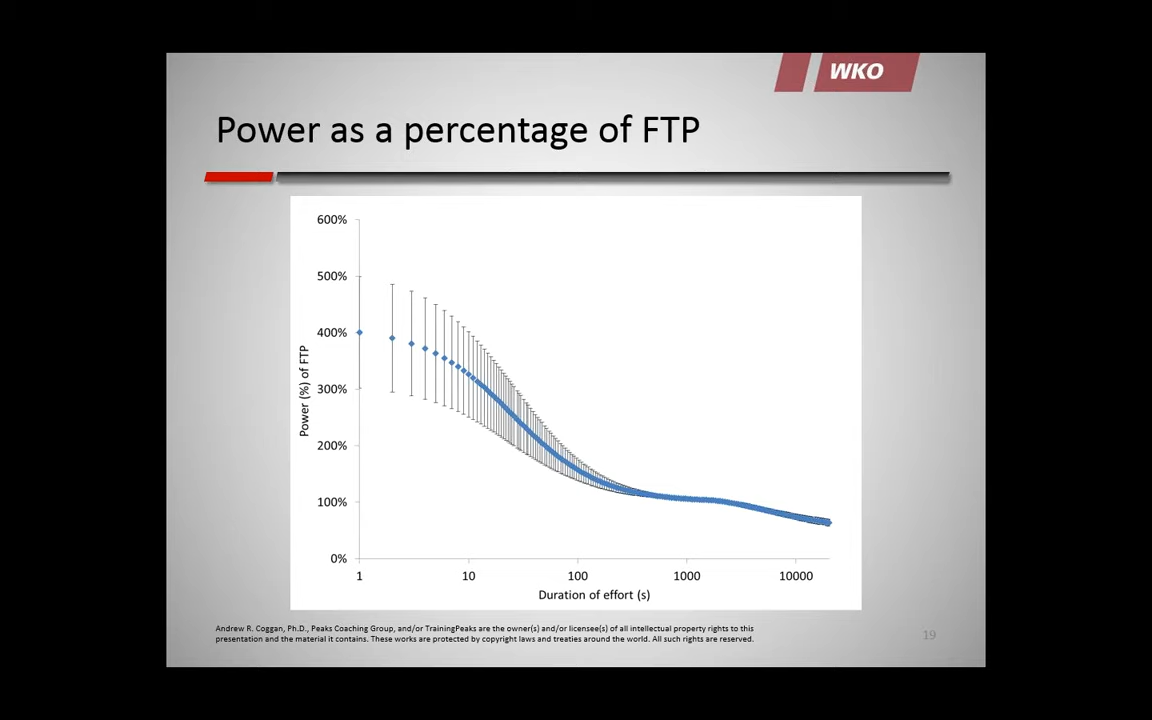 WKO
Power as a percentage of FTP
600%
500%
400%
300%
200%
100%
0%
Power (%) of FTP
1
10
100
1000
10000
Duration of effort (s)
Andrew R. Coggan, Ph.D., Peaks Coaching Group, and/or TrainingPeaks are the owner(s) and/or licensee(s) of all intellectual property rights to this
presentation and the material it contains. These works are protected by copyright laws and treaties around the world. All such rights are reserved.
19